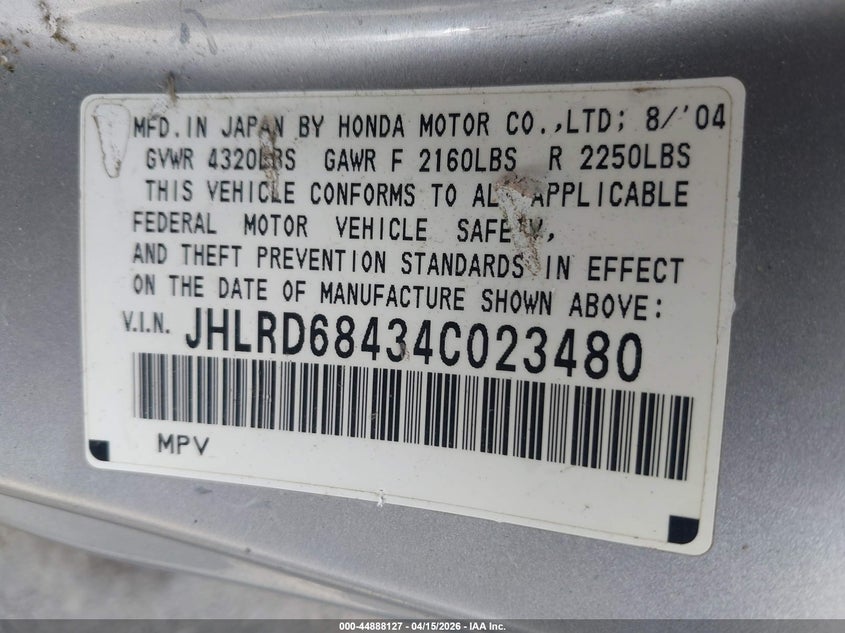 MFD. IN JAPAN BY HONDA MOTOR CO.,LTD; 8/'04
GVWR 4320LBS GAWR F 2160LBS R 2250LBS
THIS VEHICLE CONFORMS TO ALL APPLICABLE
FEDERAL MOTOR VEHICLE SAFETY,
AND THEFT PREVENTION STANDARDS IN EFFECT
ON THE DATE OF MANUFACTURE SHOWN ABOVE:
V.I.N. JHLRD68434C023480
MPV
000-44888127 - 04/15/2026 - IAA Inc.